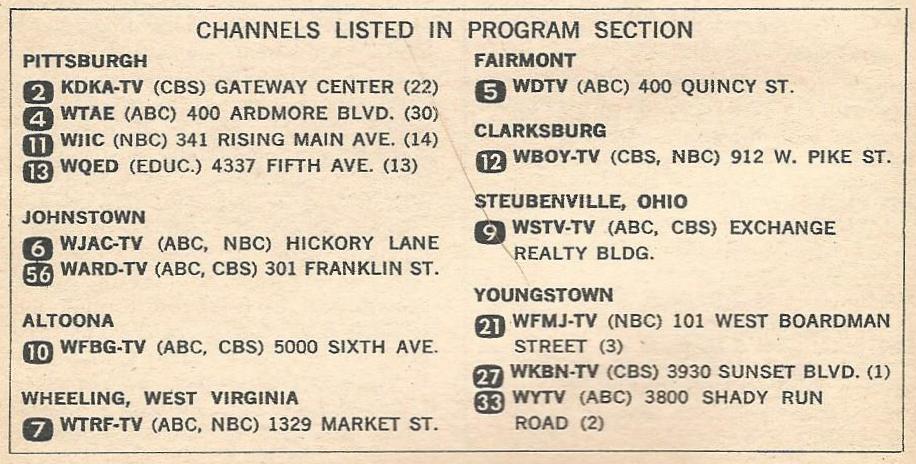 CHANNELS LISTED IN PROGRAM SECTION
PITTSBURGH
2 KDKA-TV (CBS) GATEWAY CENTER (22)
4 WTAE (ABC) 400 ARDMORE BLVD. (30)
11 WIIC (NBC) 341 RISING MAIN AVE. (14)
13 WQED (EDUC.) 4337 FIFTH AVE. (13)
JOHNSTOWN
6 WJAC-TV (ABC, NBC) HICKORY LANE
56 WARD-TV (ABC, CBS) 301 FRANKLIN ST.
ALTOONA
10 WFBG-TV (ABC, CBS) 5000 SIXTH AVE.
WHEELING, WEST VIRGINIA
7 WTRF-TV (ABC, NBC) 1329 MARKET ST.
FAIRMONT
5 WDTV (ABC) 400 QUINCY ST.
CLARKSBURG
12 WBOY-TV (CBS, NBC) 912 W. PIKE ST.
STEUBENVILLE, OHIO
9 WSTV-TV (ABC, CBS) EXCHANGE
REALTY BLDG.
YOUNGSTOWN
21 WFMJ-TV (NBC) 101 WEST BOARDMAN
STREET (3)
27 WKBN-TV (CBS) 3930 SUNSET BLVD. (1)
33 WYTV (ABC) 3800 SHADY RUN
ROAD (2)